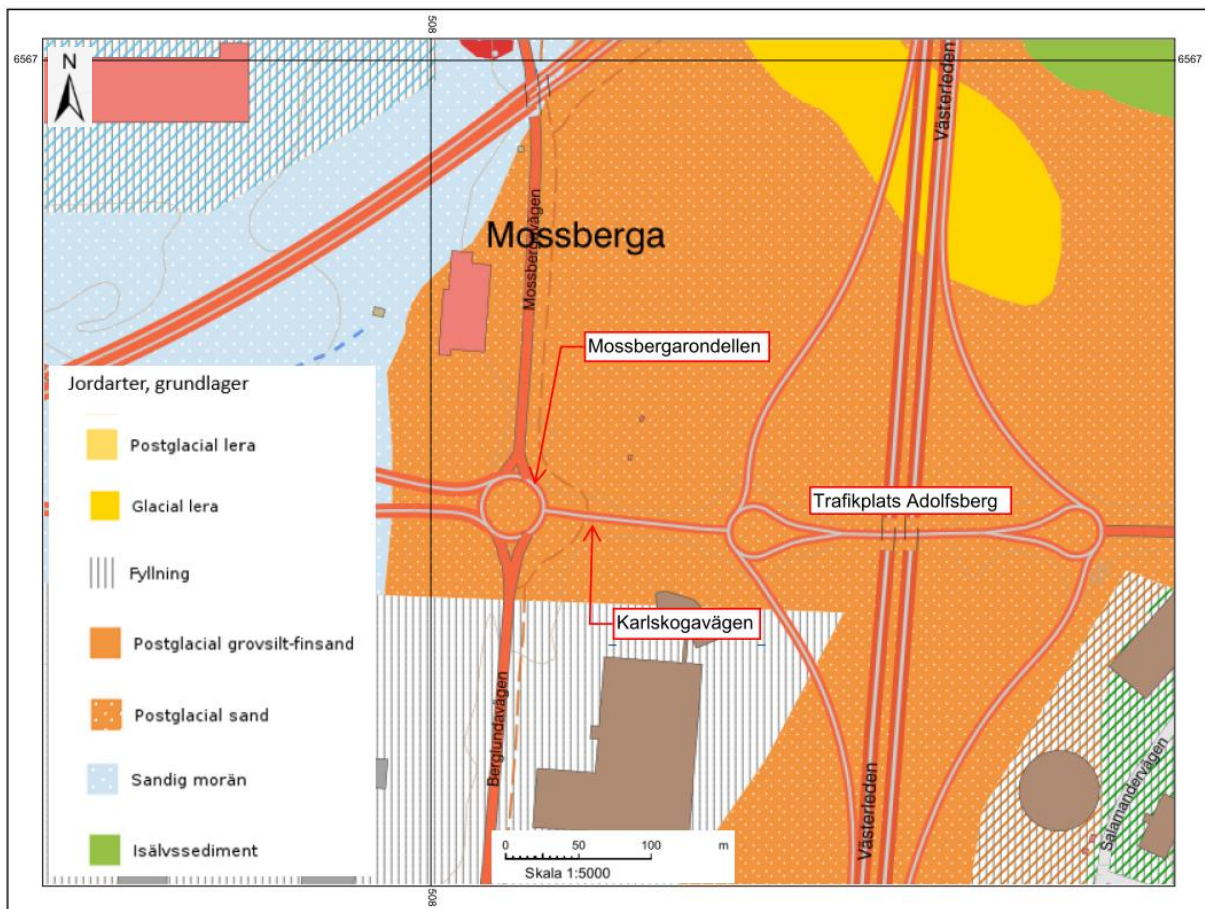 508
6567
6567
N
Västerleden
Mossbergavägen
Mossberga
Mossbergarondellen
Jordarter, grundlager
Postglacial lera
Glacial lera
Fyllning
Postglacial grovsilt-finsand
Postglacial sand
Sandig morän
Isälvssediment
Trafikplats Adolfsberg
Karlskogavägen
Berglundavägen
Västerleden
Salamandervägen
0 50 100 m
Skala 1:5000
508